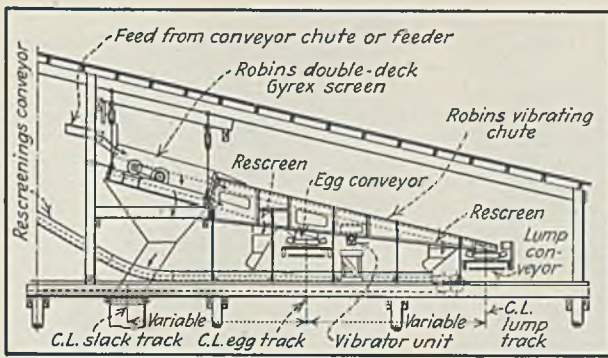 Feed from conveyor chute or feeder
Robins double-deck
Gyrex screen
Robins vibrating
chute
Rescreenings conveyor
Rescreen
Egg conveyor
Rescreen
Lump con-
veyor
Variable
Variable
C.L. slack track
C.L. egg track
Vibrator unit
C.L.
lump
track